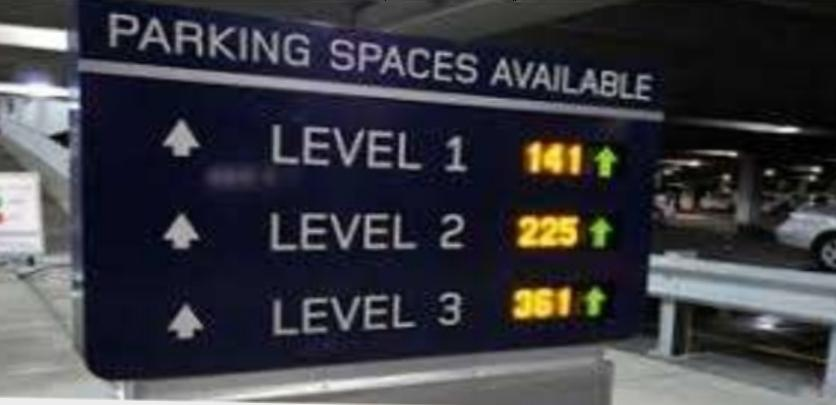 PARKING SPACES AVAILABLE
LEVEL 1 141
LEVEL 2 225
LEVEL 3 361